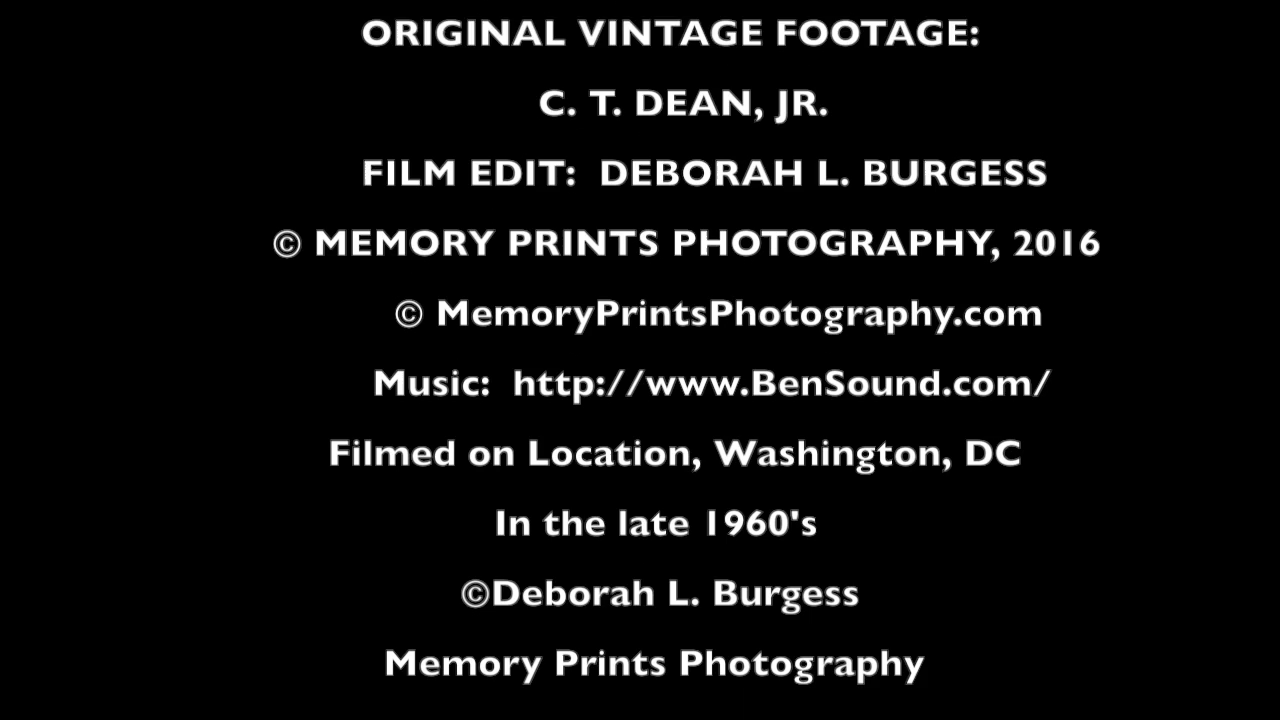 ORIGINAL VINTAGE FOOTAGE:
C. T. DEAN, JR.
FILM EDIT:  DEBORAH L. BURGESS
© MEMORY PRINTS PHOTOGRAPHY, 2016
© MemoryPrintsPhotography.com
Music:  http://www.BenSound.com/
Filmed on Location, Washington, DC
In the late 1960's
©Deborah L. Burgess
Memory Prints Photography